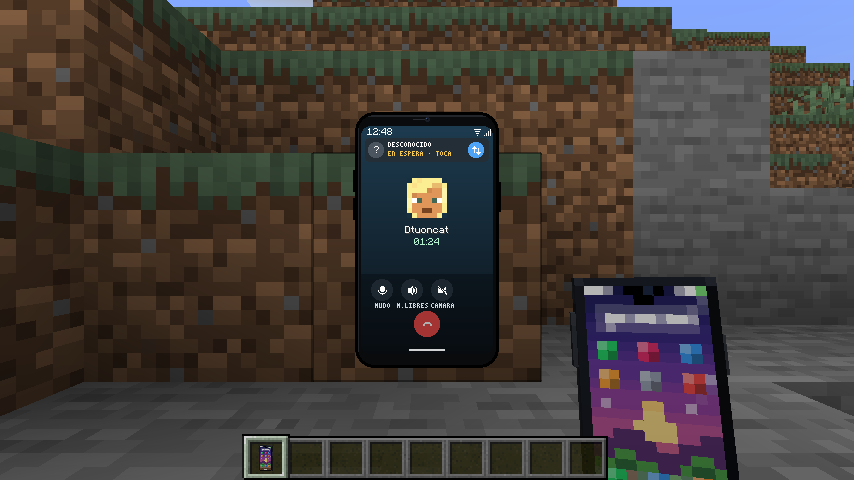 12:48
?
DESCONOCIDO
EN ESPERA · TOCA
Dtuoncat
01:24
MUDO M.LIBRES CAMARA